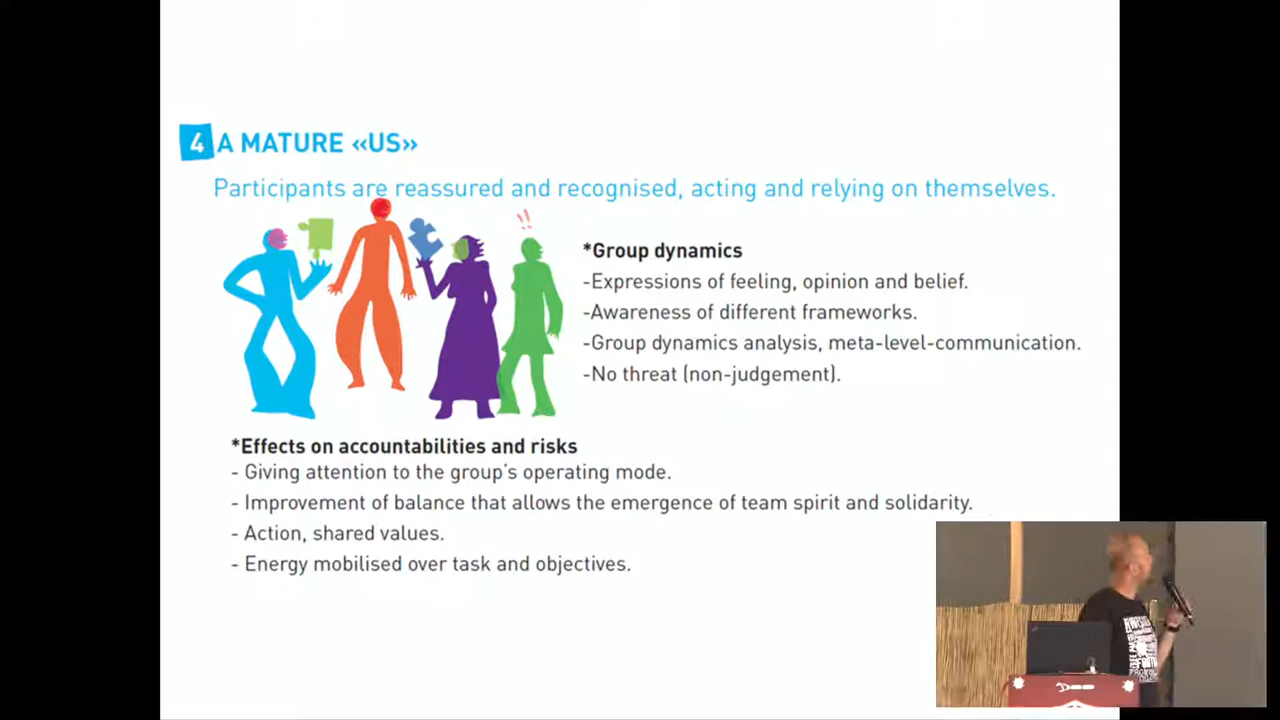 4 A MATURE «US»
Participants are reassured and recognised, acting and relying on themselves.
!!
*Group dynamics
-Expressions of feeling, opinion and belief.
-Awareness of different frameworks.
-Group dynamics analysis, meta-level-communication.
-No threat (non-judgement).
*Effects on accountabilities and risks
- Giving attention to the group's operating mode.
- Improvement of balance that allows the emergence of team spirit and solidarity.
- Action, shared values.
- Energy mobilised over task and objectives.